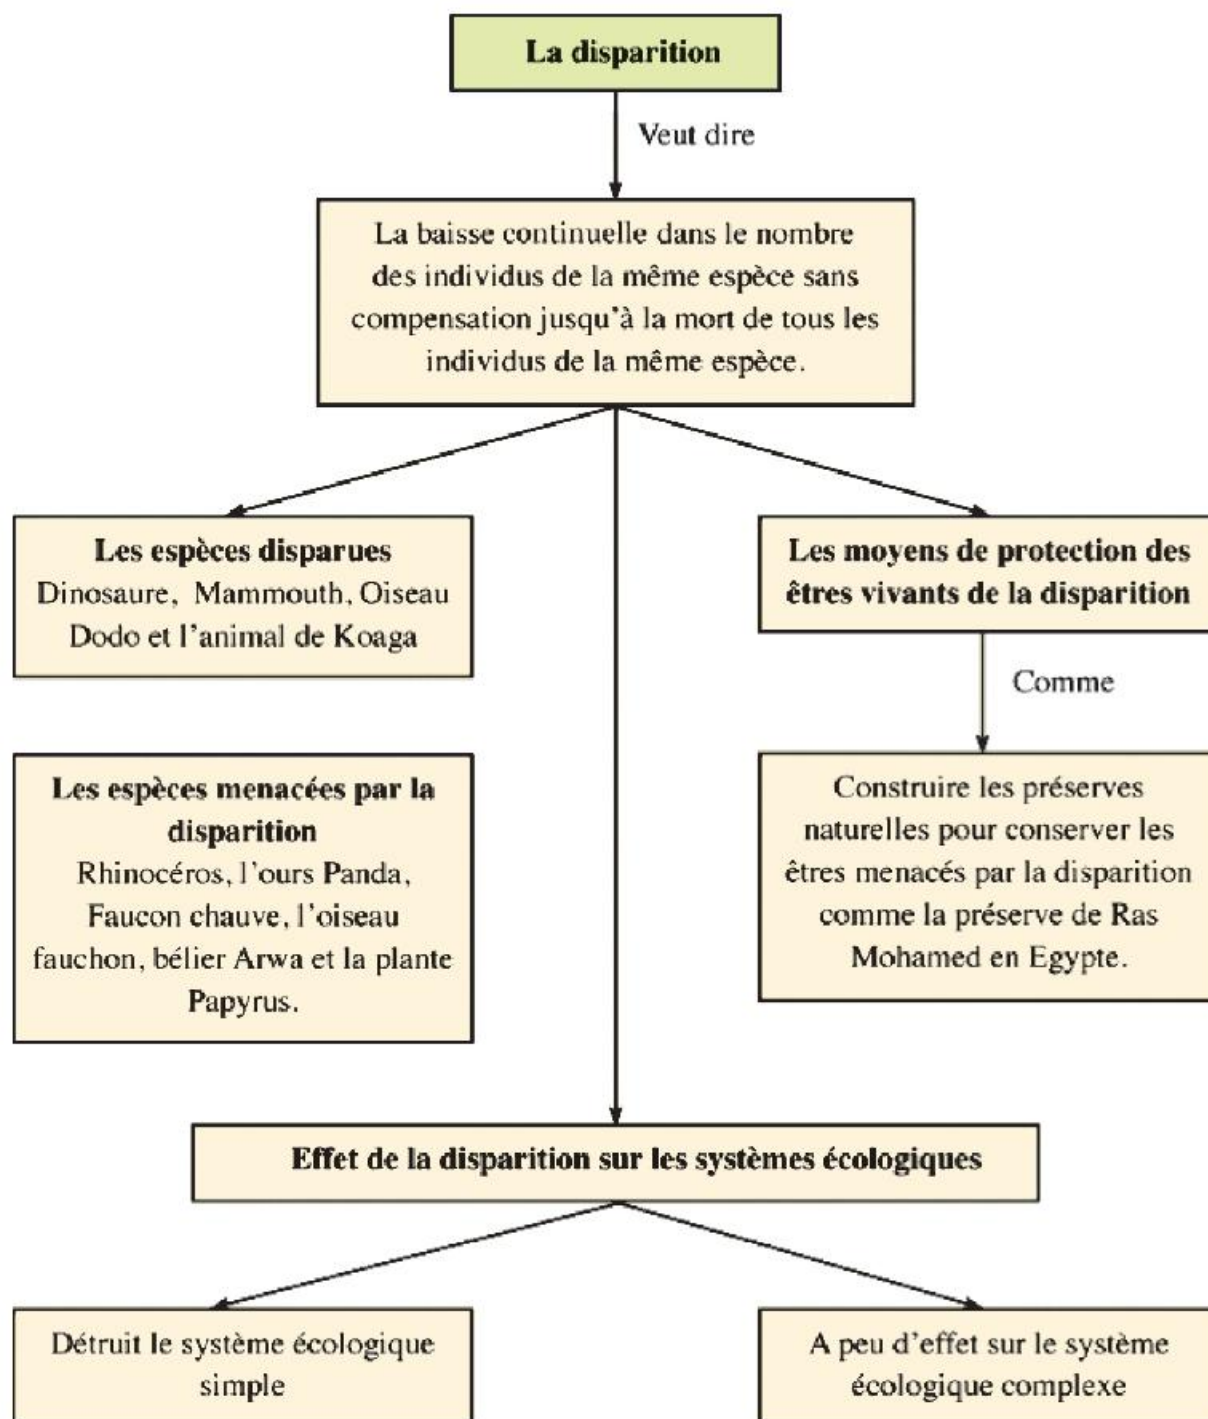 La disparition
Veut dire
La baisse continuelle dans le nombre
des individus de la même espèce sans
compensation jusqu'à la mort de tous les
individus de la même espèce.
Les espèces disparues
Dinosaure, Mammouth, Oiseau
Dodo et l'animal de Koaga
Les moyens de protection des
êtres vivants de la disparition
Comme
Les espèces menacées par la
disparition
Rhinocéros, l'ours Panda,
Faucon chauve, l'oiseau
fauchon, bélier Arwa et la plante
Papyrus.
Construire les préserves
naturelles pour conserver les
êtres menacés par la disparition
comme la préserve de Ras
Mohamed en Egypte.
Effet de la disparition sur les systèmes écologiques
Détruit le système écologique
simple
A peu d'effet sur le système
écologique complexe